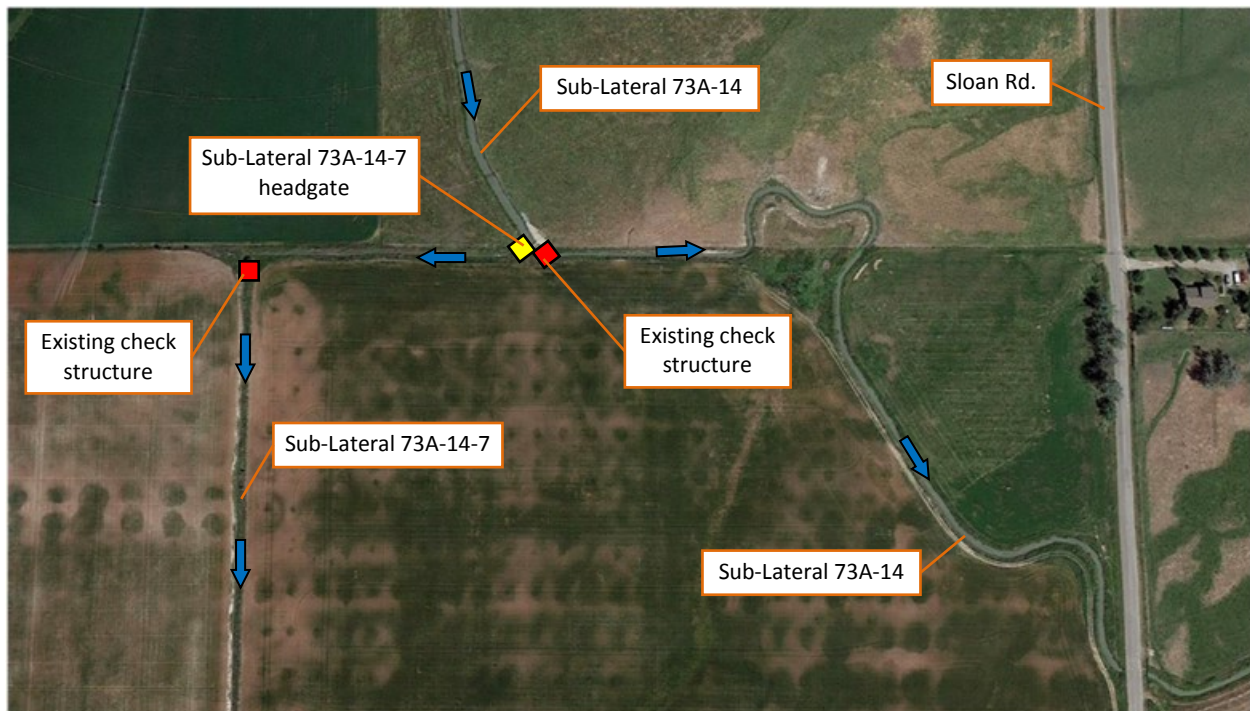 Sub-Lateral 73A-14
Sloan Rd.
Sub-Lateral 73A-14-7
headgate
Existing check
structure
Existing check
structure
Sub-Lateral 73A-14-7
Sub-Lateral 73A-14